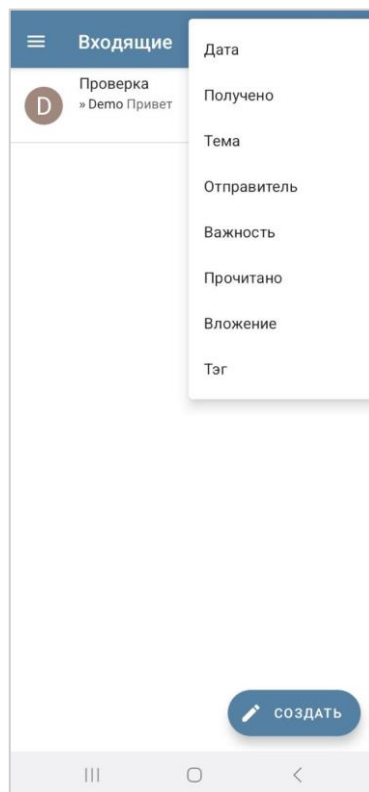 Входящие
Проверка
» Demo Привет
D
Дата
Получено
Тема
Отправитель
Важность
Прочитано
Вложение
Тэг
СОЗДАТЬ